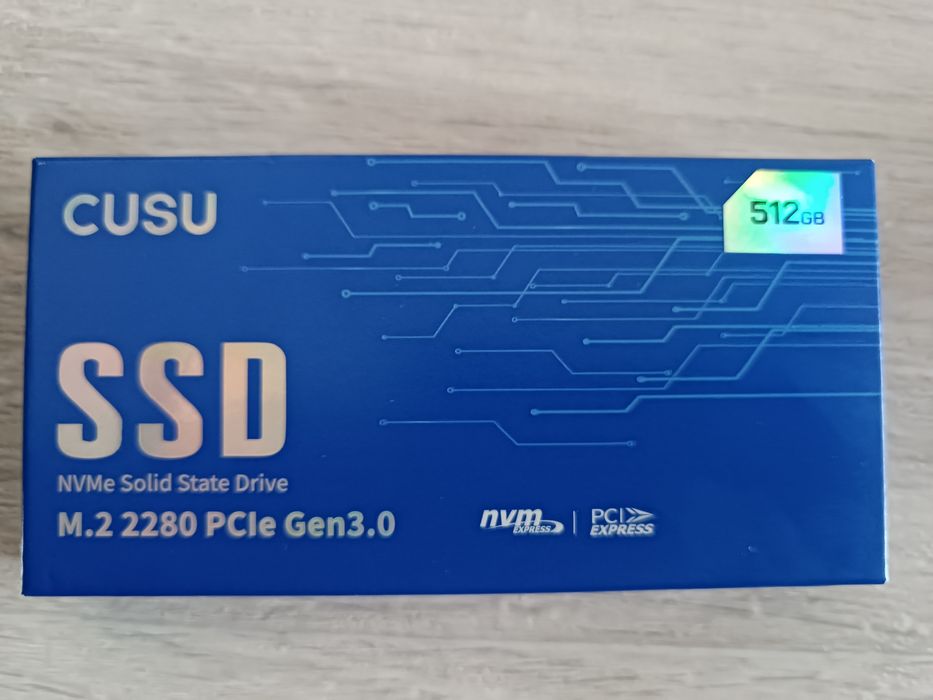 CUSU
512GB
SSD
NVMe Solid State Drive
M.2 2280 PCIe Gen3.0
nvm EXPRESS | PCI EXPRESS